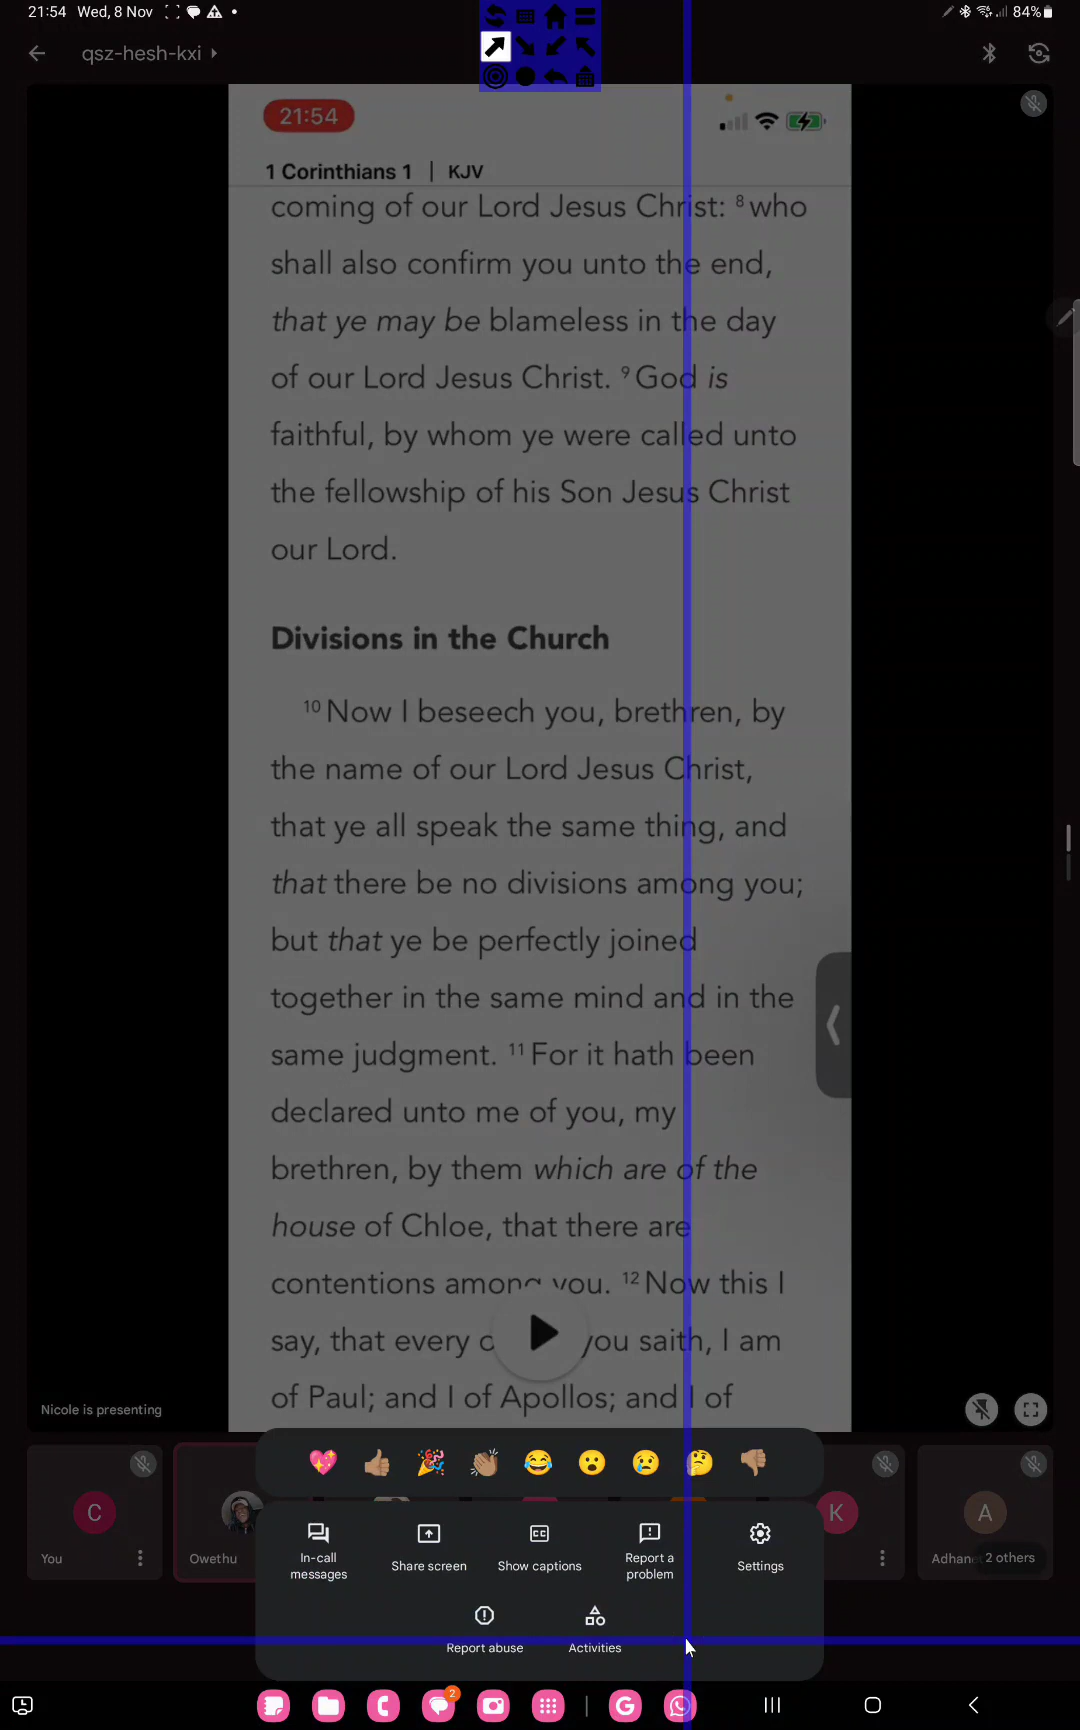 21:54 Wed, 8 Nov
84%
qsz-hesh-kxi
21:54
1 Corinthians 1 | KJV
coming of our Lord Jesus Christ: 8 who
shall also confirm you unto the end,
that ye may be blameless in the day
of our Lord Jesus Christ. 9 God is
faithful, by whom ye were called unto
the fellowship of his Son Jesus Christ
our Lord.
Divisions in the Church
10 Now I beseech you, brethren, by
the name of our Lord Jesus Christ,
that ye all speak the same thing, and
that there be no divisions among you;
but that ye be perfectly joined
together in the same mind and in the
same judgment. 11 For it hath been
declared unto me of you, my
brethren, by them which are of the
house of Chloe, that there are
contentions among you. 12 Now this I
say, that every you saith, I am
of Paul; and I of Apollos; and I of
Nicole is presenting
C
K
A
You
Owethu
2 others
In-call messages
Share screen
CC
Show captions
Report a problem
Settings
Report abuse
Activities
2
G